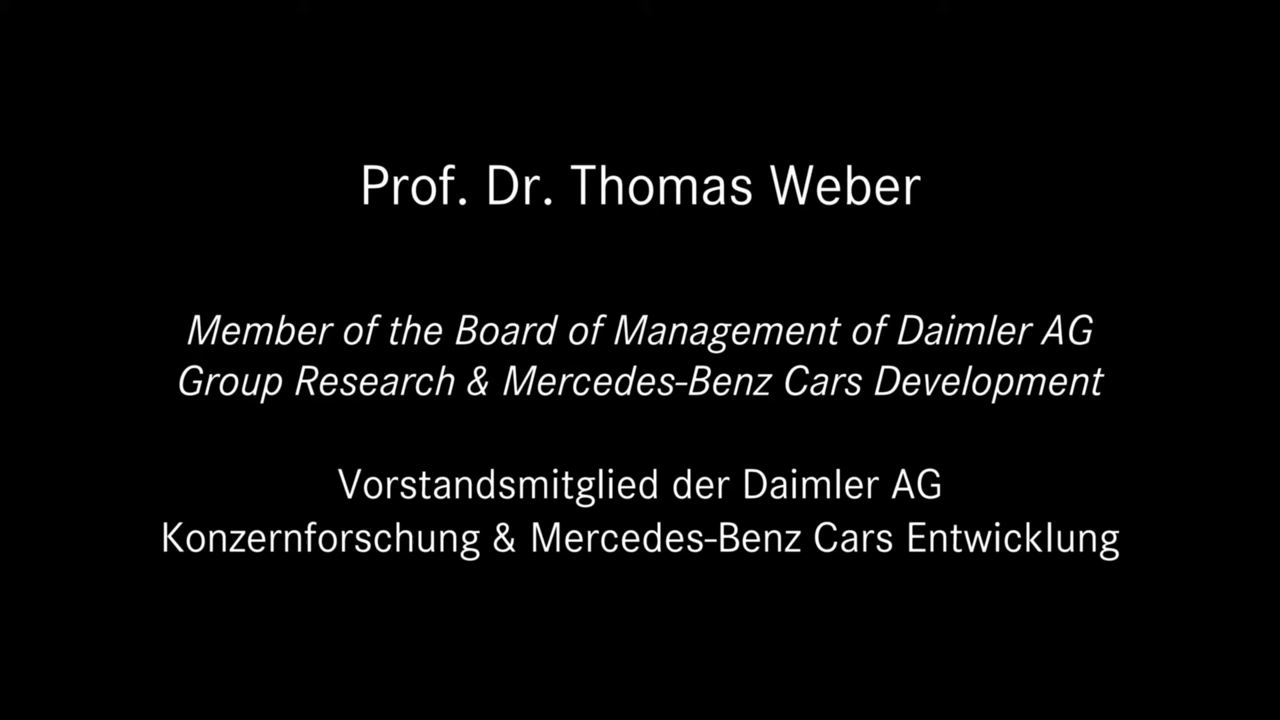 Prof. Dr. Thomas Weber
Member of the Board of Management of Daimler AG
Group Research & Mercedes-Benz Cars Development
Vorstandsmitglied der Daimler AG
Konzernforschung & Mercedes-Benz Cars Entwicklung